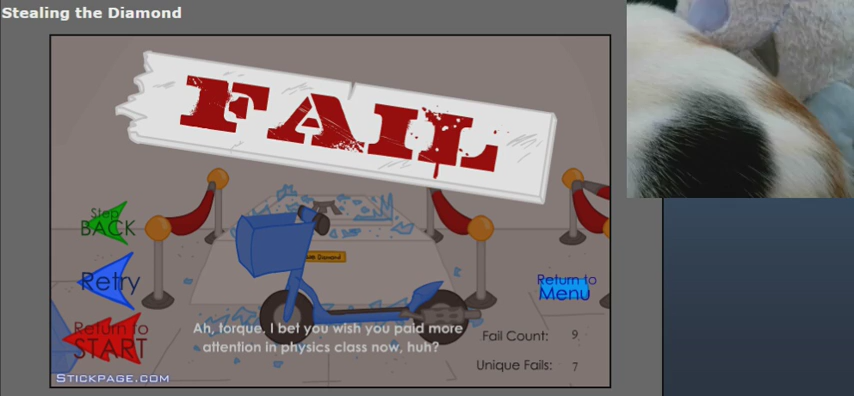 Stealing the Diamond
FAIL
Step
BACK
Retry
Return to
START
Return to
Menu
Diamond
Ah, torque. I bet you wish you paid more
attention in physics class now, huh?
Fail Count: 9
Unique Fails: 7
STICKPAGE.COM